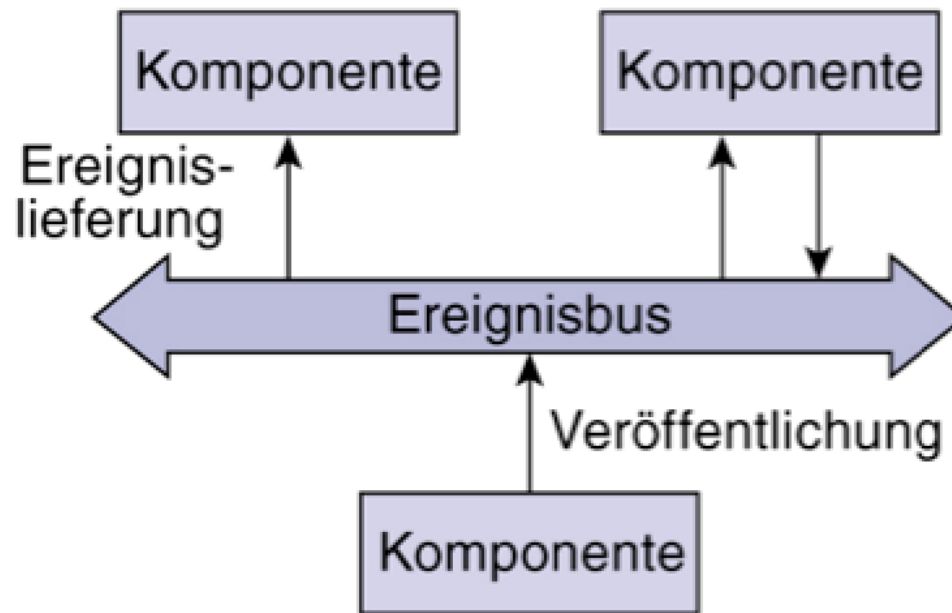 Komponente
Komponente
Ereignis-
lieferung
Ereignisbus
Veröffentlichung
Komponente